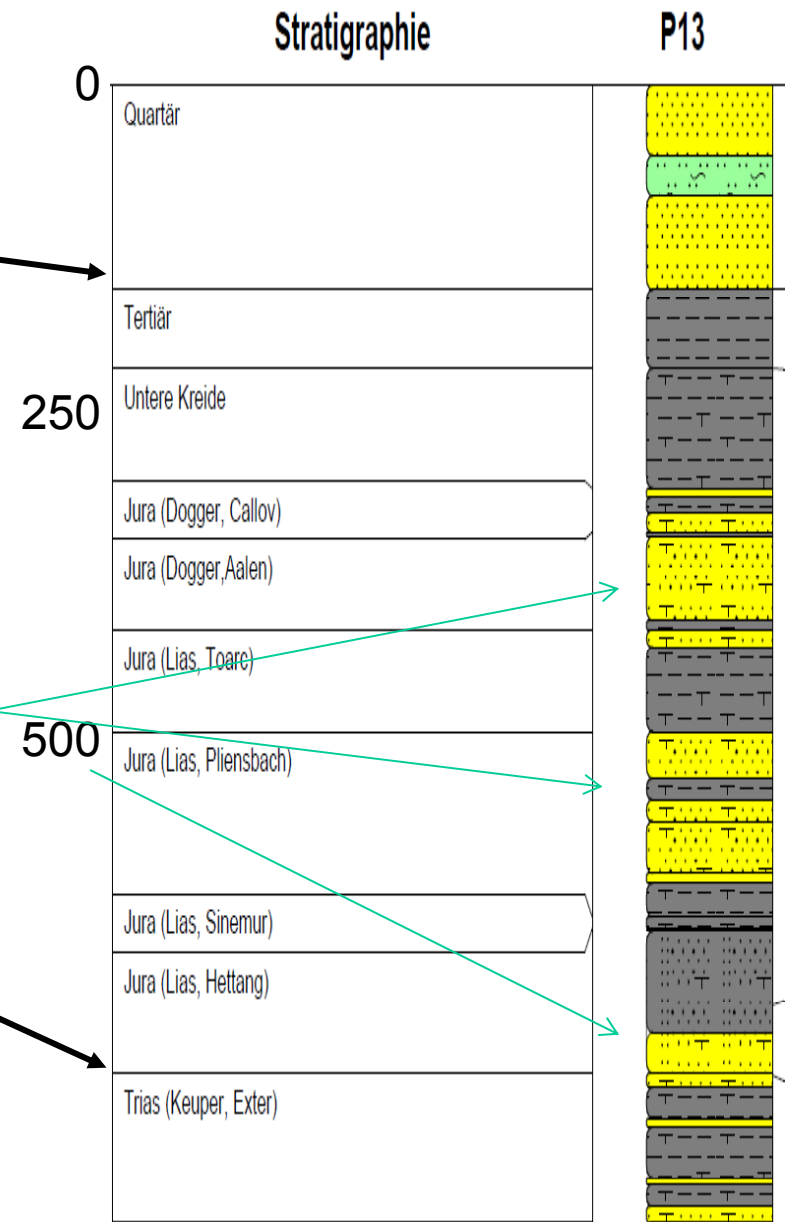 Stratigraphie P13
0
Quartär
Tertiär
250
Untere Kreide
Jura (Dogger, Callov)
Jura (Dogger,Aalen)
Jura (Lias, Toarc)
500
Jura (Lias, Pliensbach)
Jura (Lias, Sinemur)
Jura (Lias, Hettang)
Trias (Keuper, Exter)